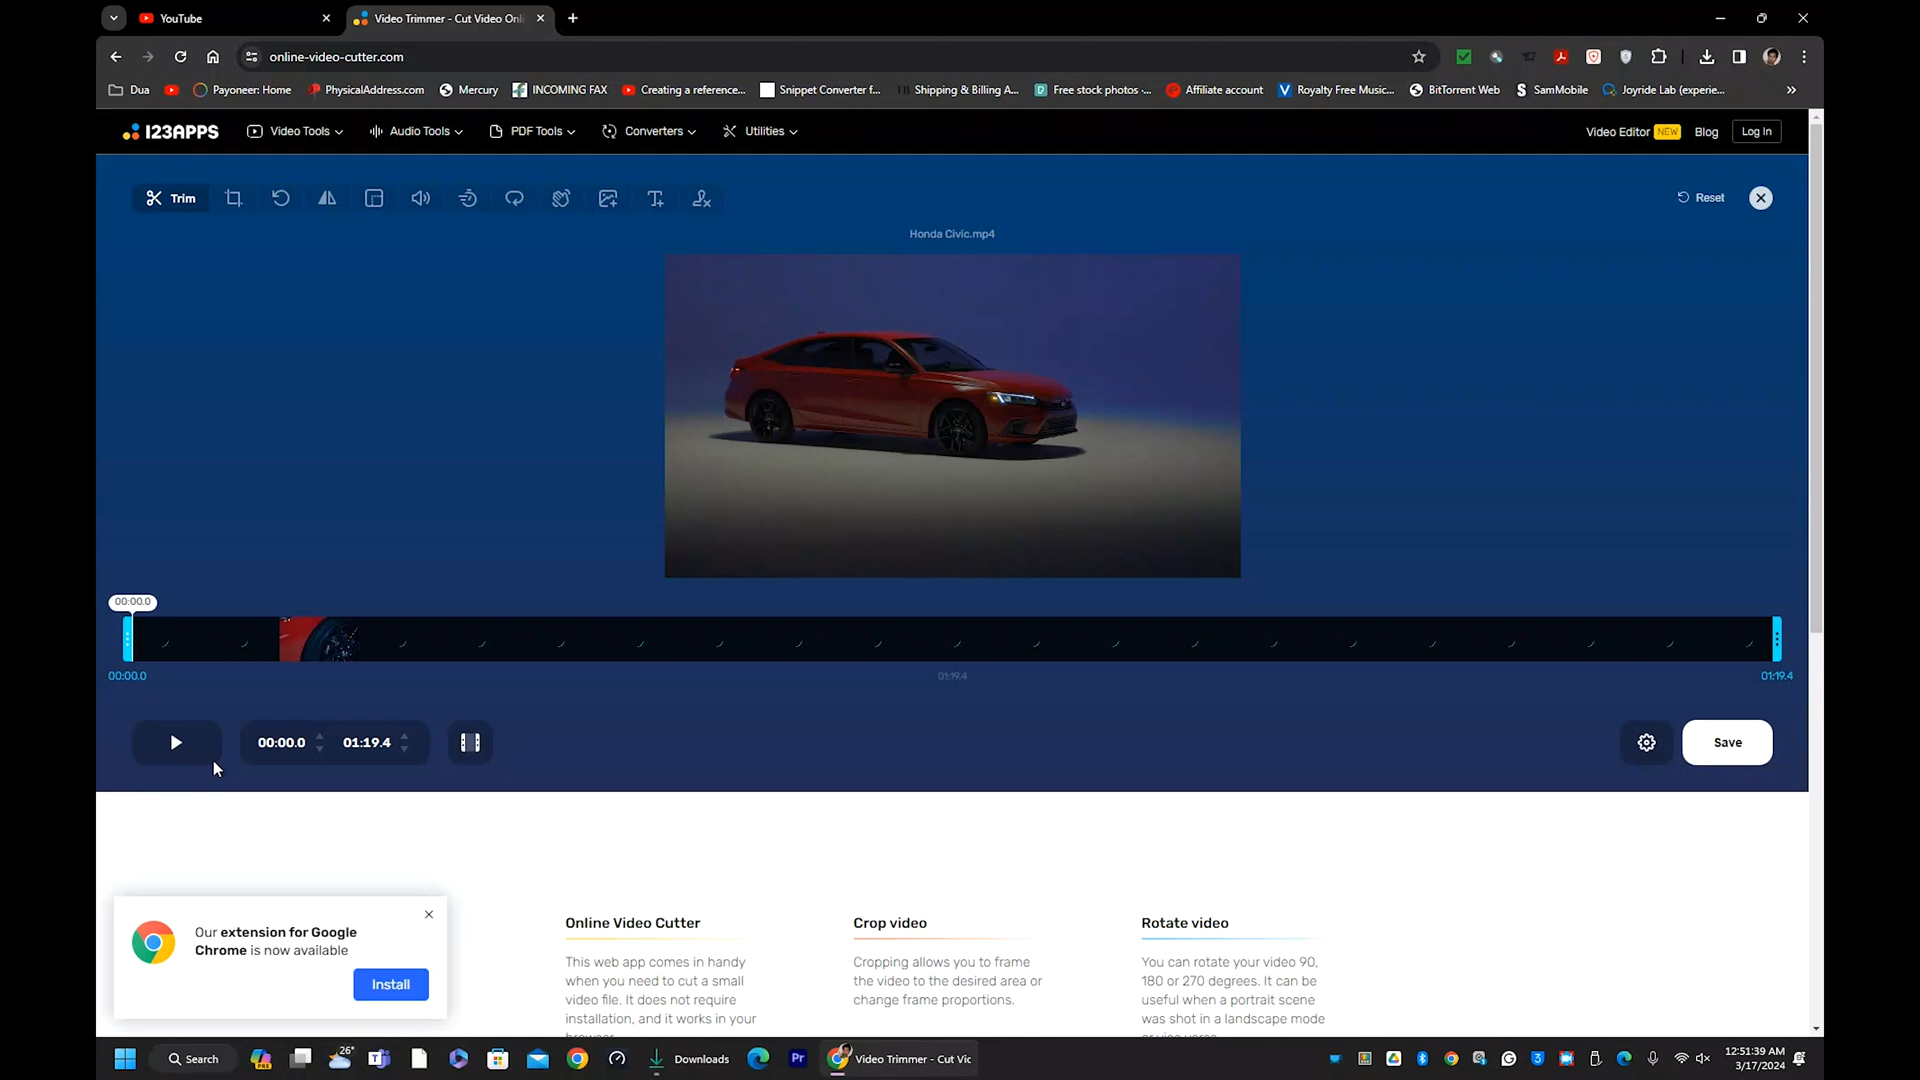 YouTube
Video Trimmer - Cut Video Onl
online-video-cutter.com
Dua
Payoneer: Home
PhysicalAddress.com
Mercury
INCOMING FAX
Creating a reference...
Snippet Converter f...
Shipping & Billing A...
Free stock photos -...
Affiliate account
Royalty Free Music...
BitTorrent Web
SamMobile
Joyride Lab (experie...
123APPS
Video Tools
Audio Tools
PDF Tools
Converters
Utilities
Video Editor NEW
Blog
Log In
Trim
Reset
Honda Civic.mp4
00:00.0
00:00.0
01:19.4
01:19.4
00:00.0
01:19.4
Save
Our extension for Google
Chrome is now available
Install
Online Video Cutter
This web app comes in handy
when you need to cut a small
video file. It does not require
installation, and it works in your
browser.
Crop video
Cropping allows you to frame
the video to the desired area or
change frame proportions.
Rotate video
You can rotate your video 90,
180 or 270 degrees. It can be
useful when a portrait scene
was shot in a landscape mode
or vice versa.
Search
PRE
26°
Downloads
Pr
Video Trimmer - Cut Vic
12:51:39 AM
3/17/2024